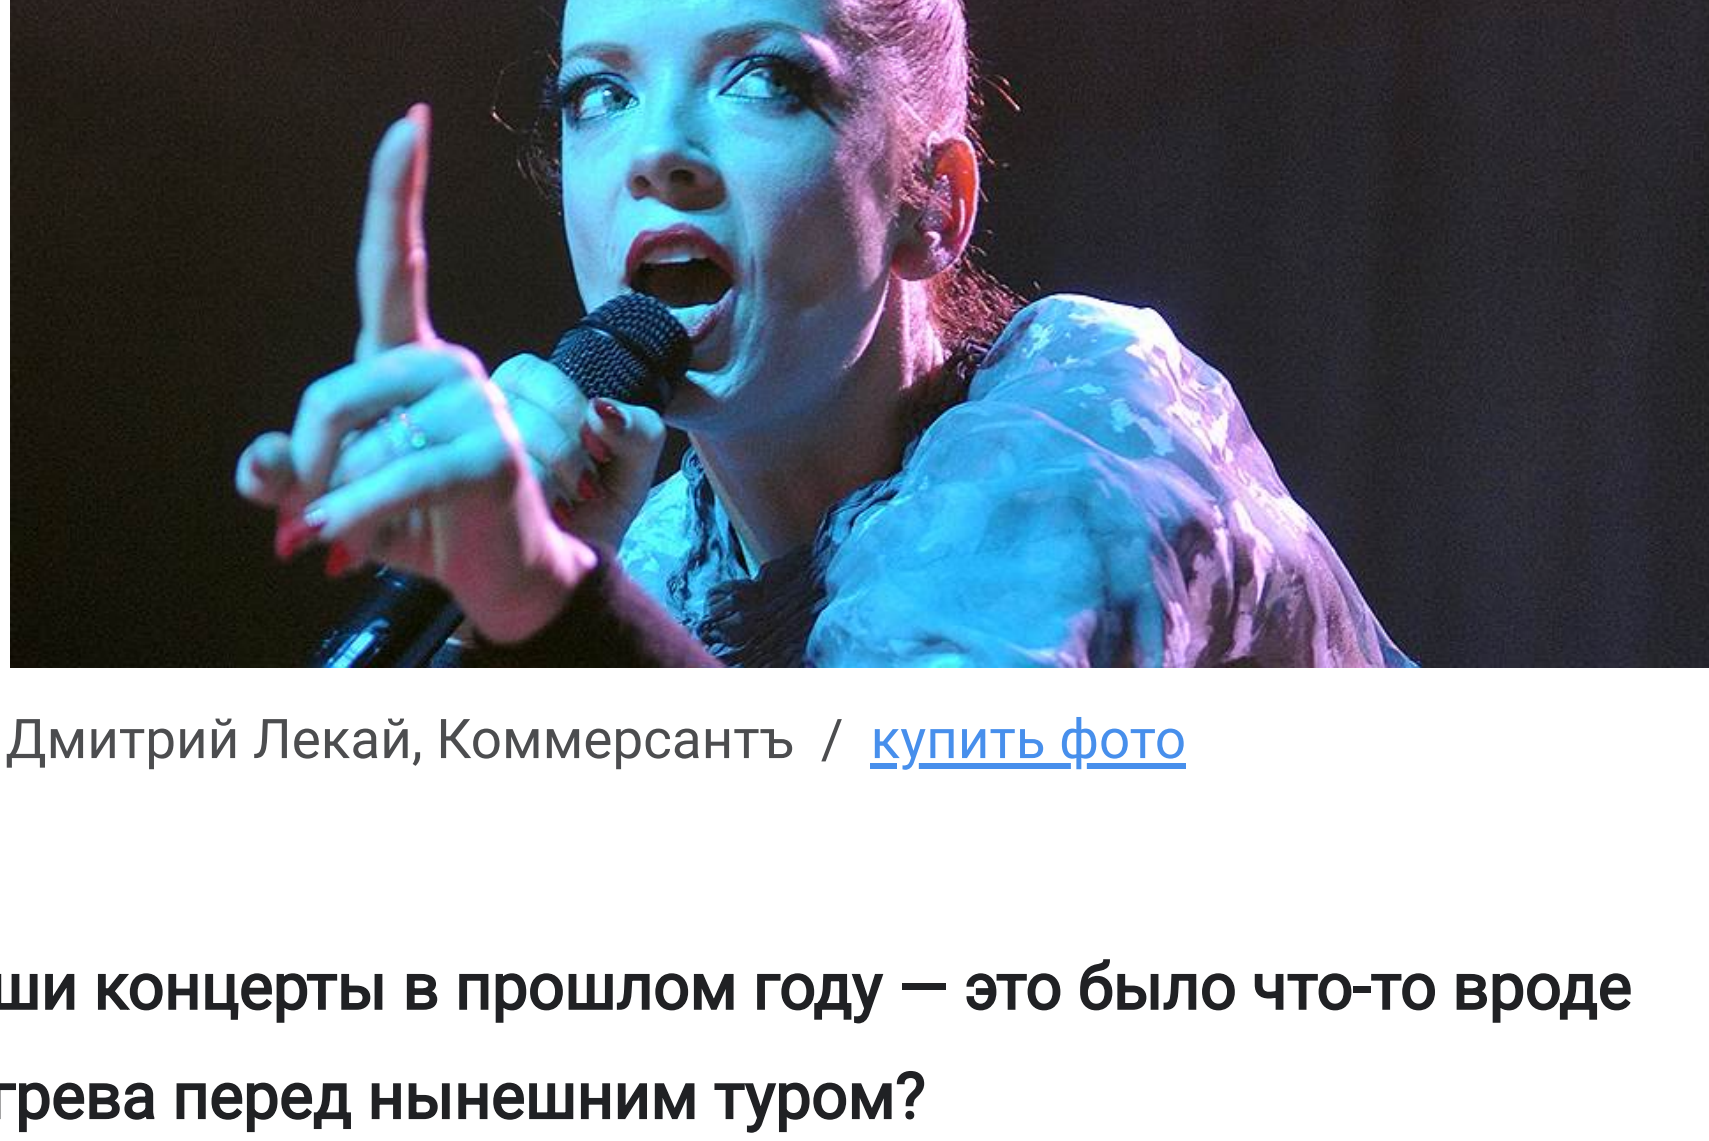 Дмитрий Лекай, Коммерсантъ / купить фото
ши концерты в прошлом году — это было что-то вроде
грева перед нынешним туром?